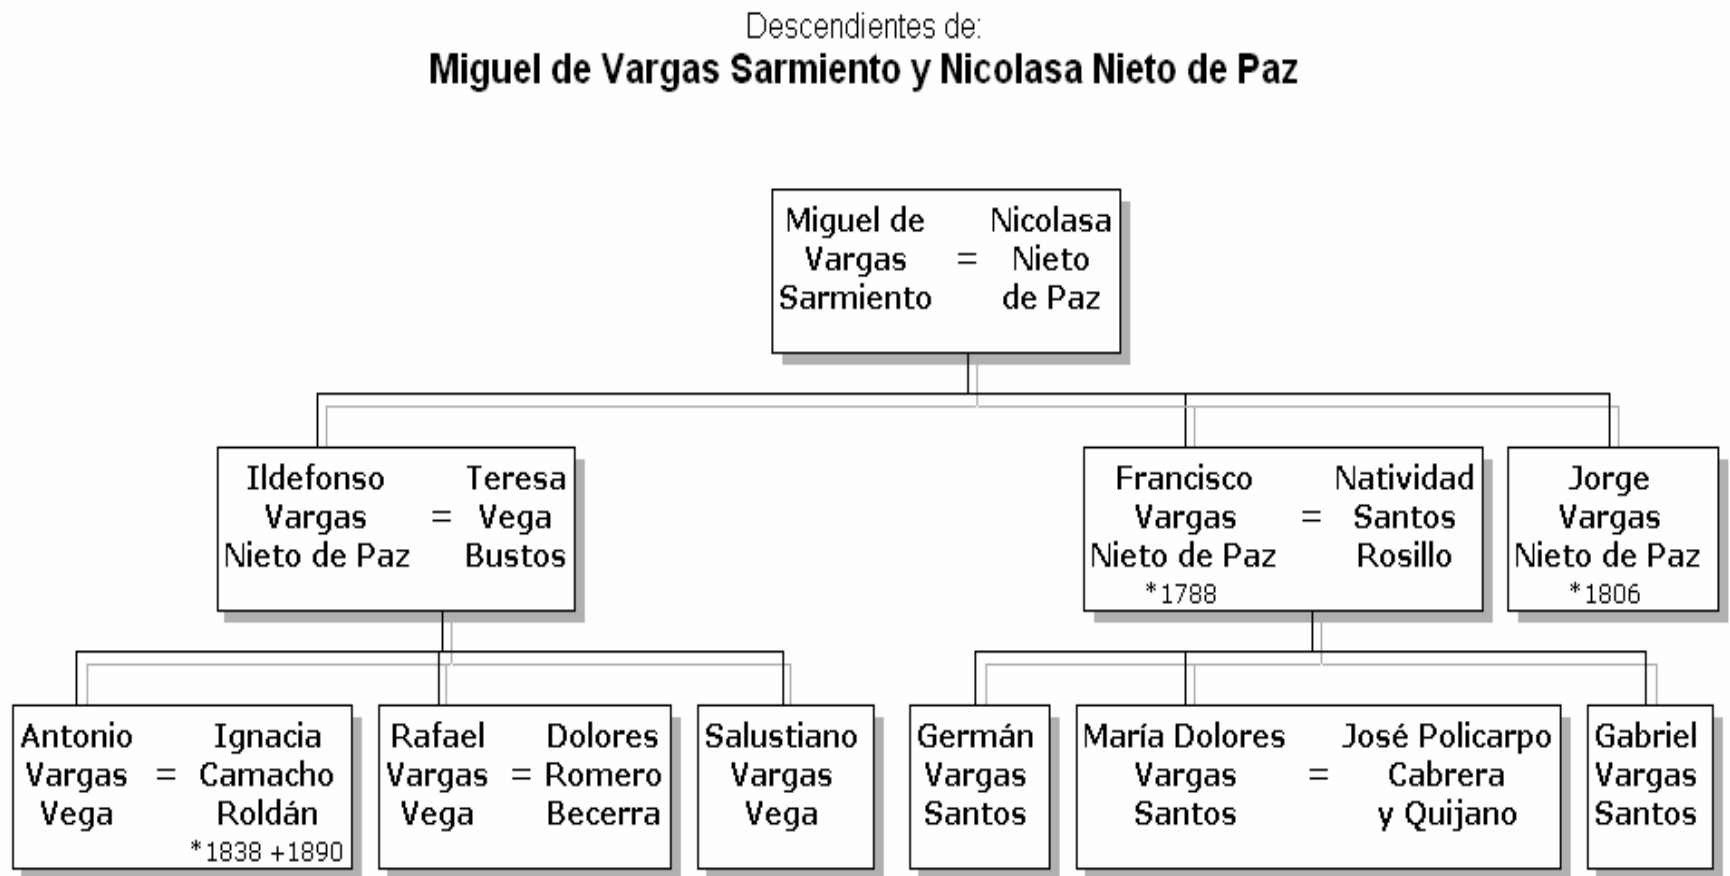 Descendientes de:
Miguel de Vargas Sarmiento y Nicolasa Nieto de Paz
Miguel de
Vargas
Sarmiento
=
Nicolasa
Nieto
de Paz
Ildefonso
Vargas
Nieto de Paz
=
Teresa
Vega
Bustos
Francisco
Vargas
Nieto de Paz
*1788
=
Natividad
Santos
Rosillo
Jorge
Vargas
Nieto de Paz
*1806
Antonio
Vargas
Vega
=
Ignacia
Camacho
Roldán
*1838 +1890
Rafael
Vargas
Vega
=
Dolores
Romero
Becerra
Salustiano
Vargas
Vega
Germán
Vargas
Santos
María Dolores
Vargas
Santos
=
José Policarpo
Cabrera
y Quijano
Gabriel
Vargas
Santos